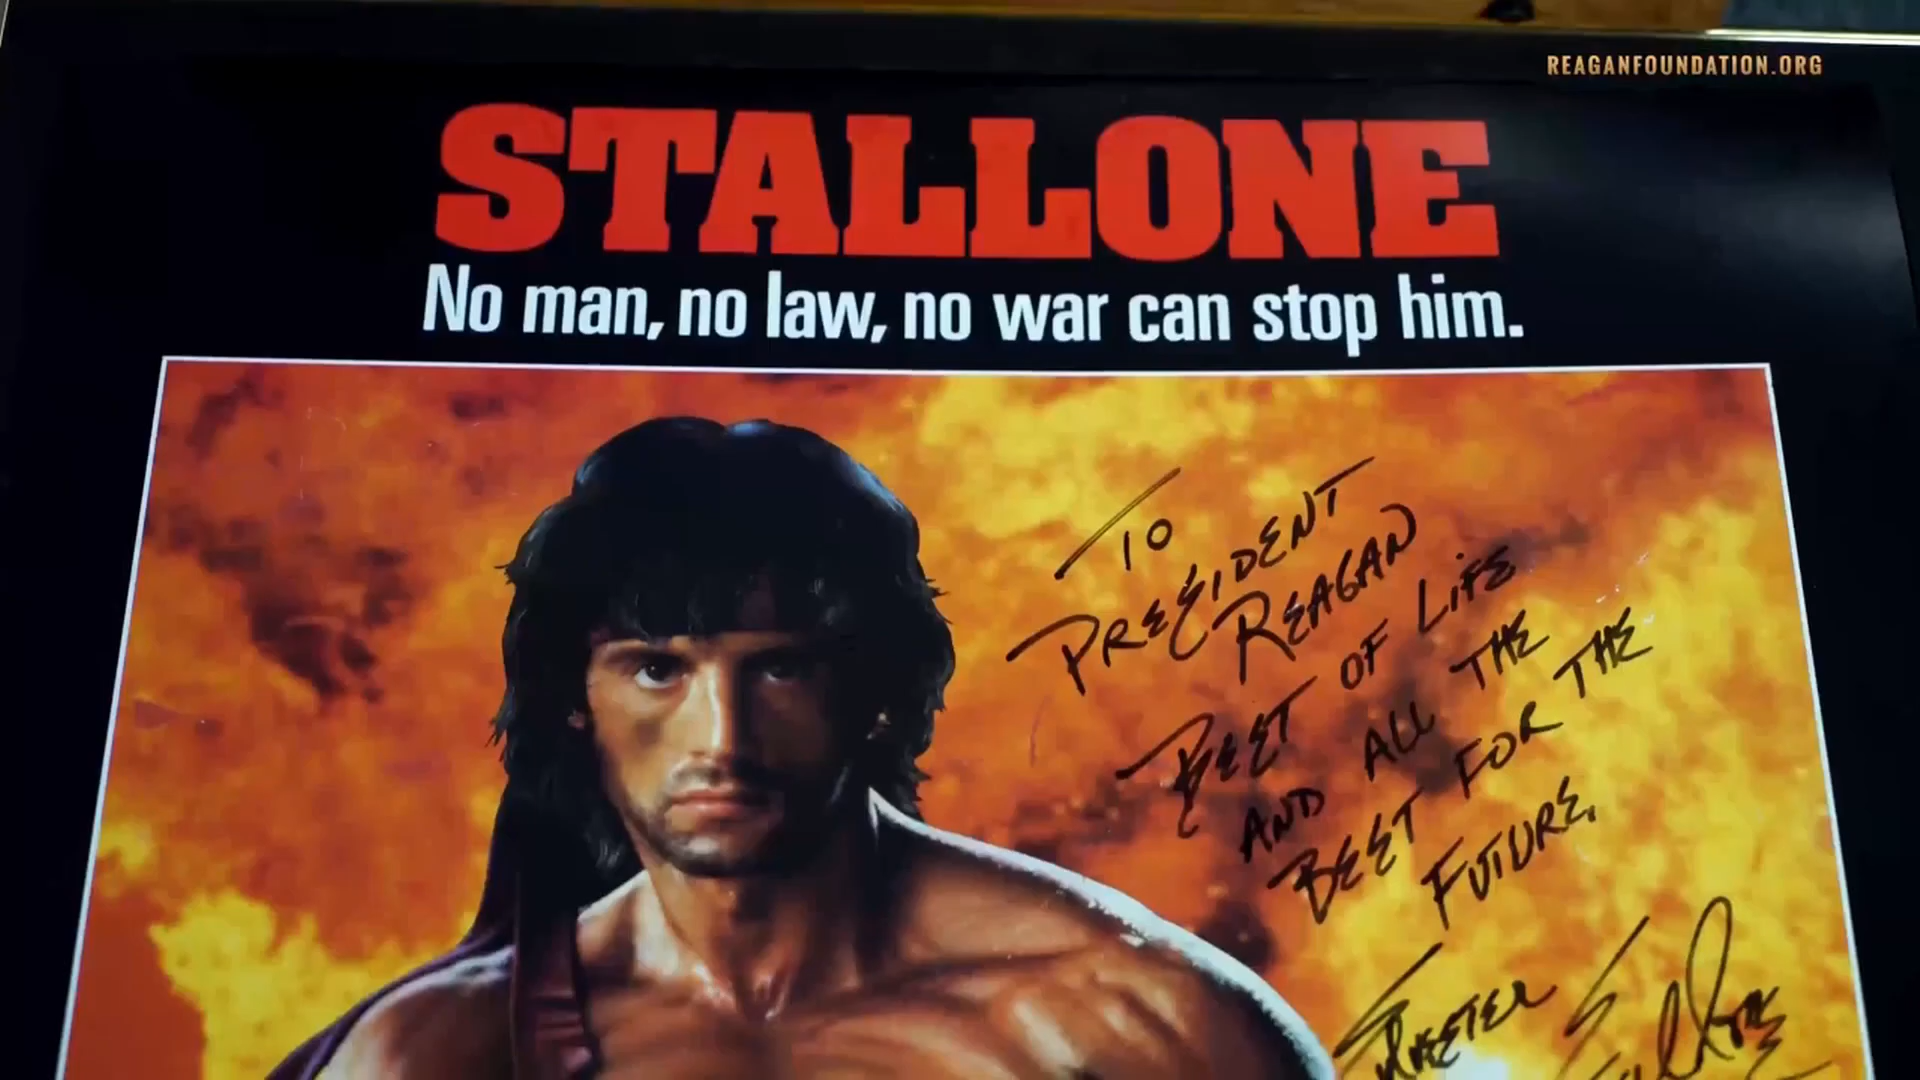 REAGANFOUNDATION.ORG
STALLONE
No man, no law, no war can stop him.
TO
PRESIDENT
REAGAN
BEST OF LIFE
AND ALL THE
BEST FOR THE
FUTURE.